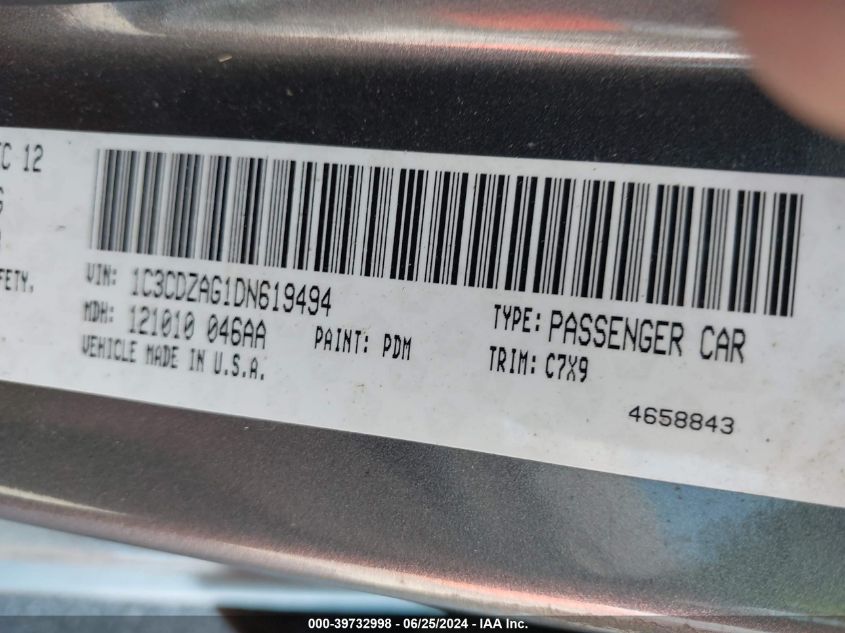 TC 12
FETY.
VIN: 1C3CDZAG1DN619494
MDH: 121010 046AA
PAINT: PDM
VEHICLE MADE IN U.S.A.
TYPE: PASSENGER CAR
TRIM: C7X9
4658843
000-39732998 - 06/25/2024 - IAA Inc.